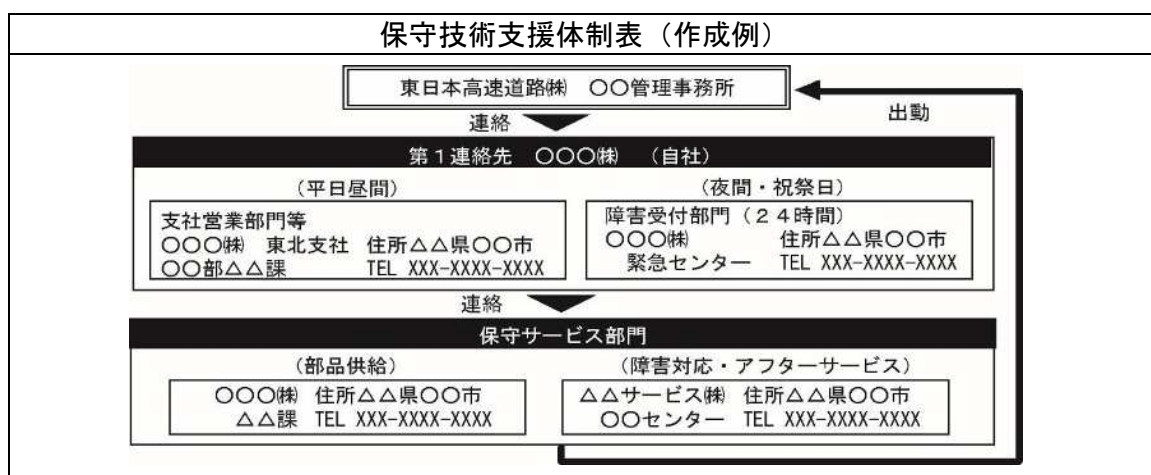 保守技術支援体制表（作成例）
東日本高速道路㈱　〇〇管理事務所
連絡
出動
第１連絡先　〇〇〇㈱　（自社）
（平日昼間）
支社営業部門等
〇〇〇㈱　東北支社　住所△△県〇〇市
〇〇部△△課　TEL XXX-XXXX-XXXX
（夜間・祝祭日）
障害受付部門（２４時間）
〇〇〇㈱　住所△△県〇〇市
緊急センター　TEL XXX-XXXX-XXXX
連絡
保守サービス部門
（部品供給）
〇〇〇㈱　住所△△県〇〇市
△△課　TEL XXX-XXXX-XXXX
（障害対応・アフターサービス）
△△サービス㈱　住所△△県〇〇市
〇〇センター　TEL XXX-XXXX-XXXX